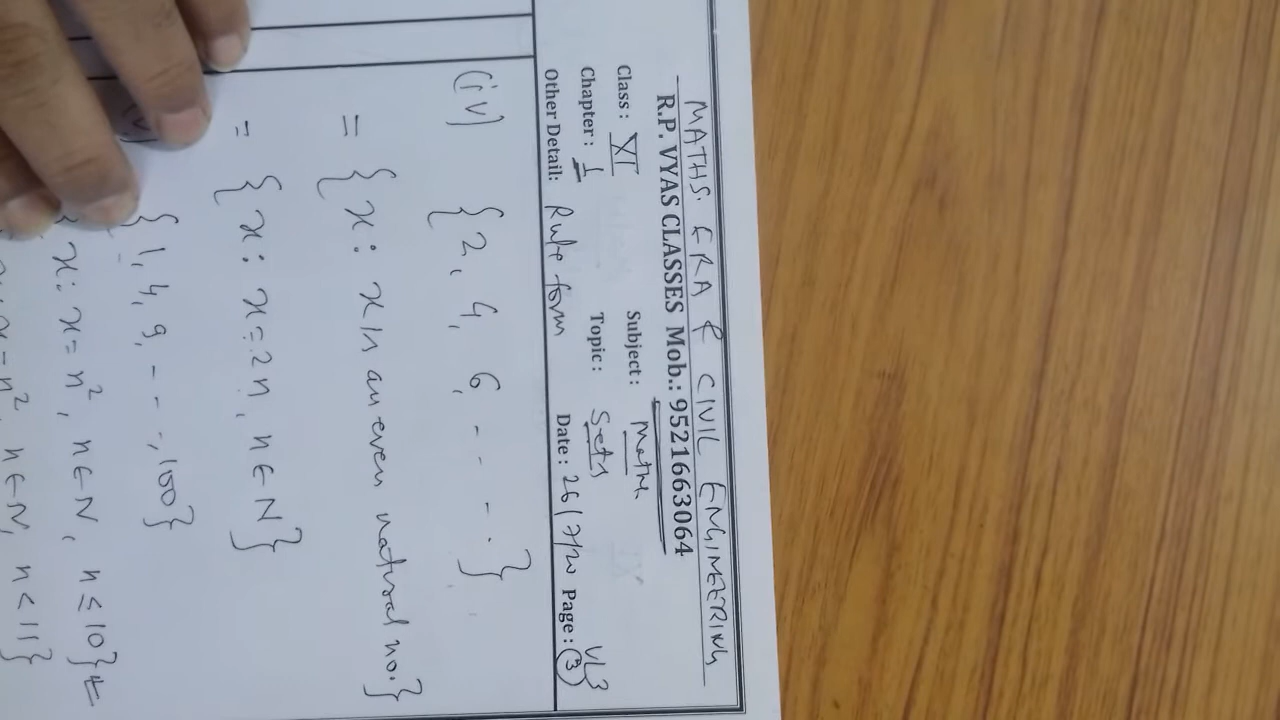 MATHS. ERA & CIVIL ENGINEERING
R.P. VYAS CLASSES Mob.: 9521663064
Class : XI Subject : Maths
Chapter : 1 Topic : Sets VL3
Other Detail: Rule form Date : 26/7/20 Page : 3
(iv) {2, 4, 6, - - - . }
= {x : x is an even natural no.}
= {x : x = 2n, n ∈ N}
(v) {1, 4, 9, - - -, 100}
{x : x = n², n ∈ N, n ≤ 10}
x = n², n ∈ N, n < 11}